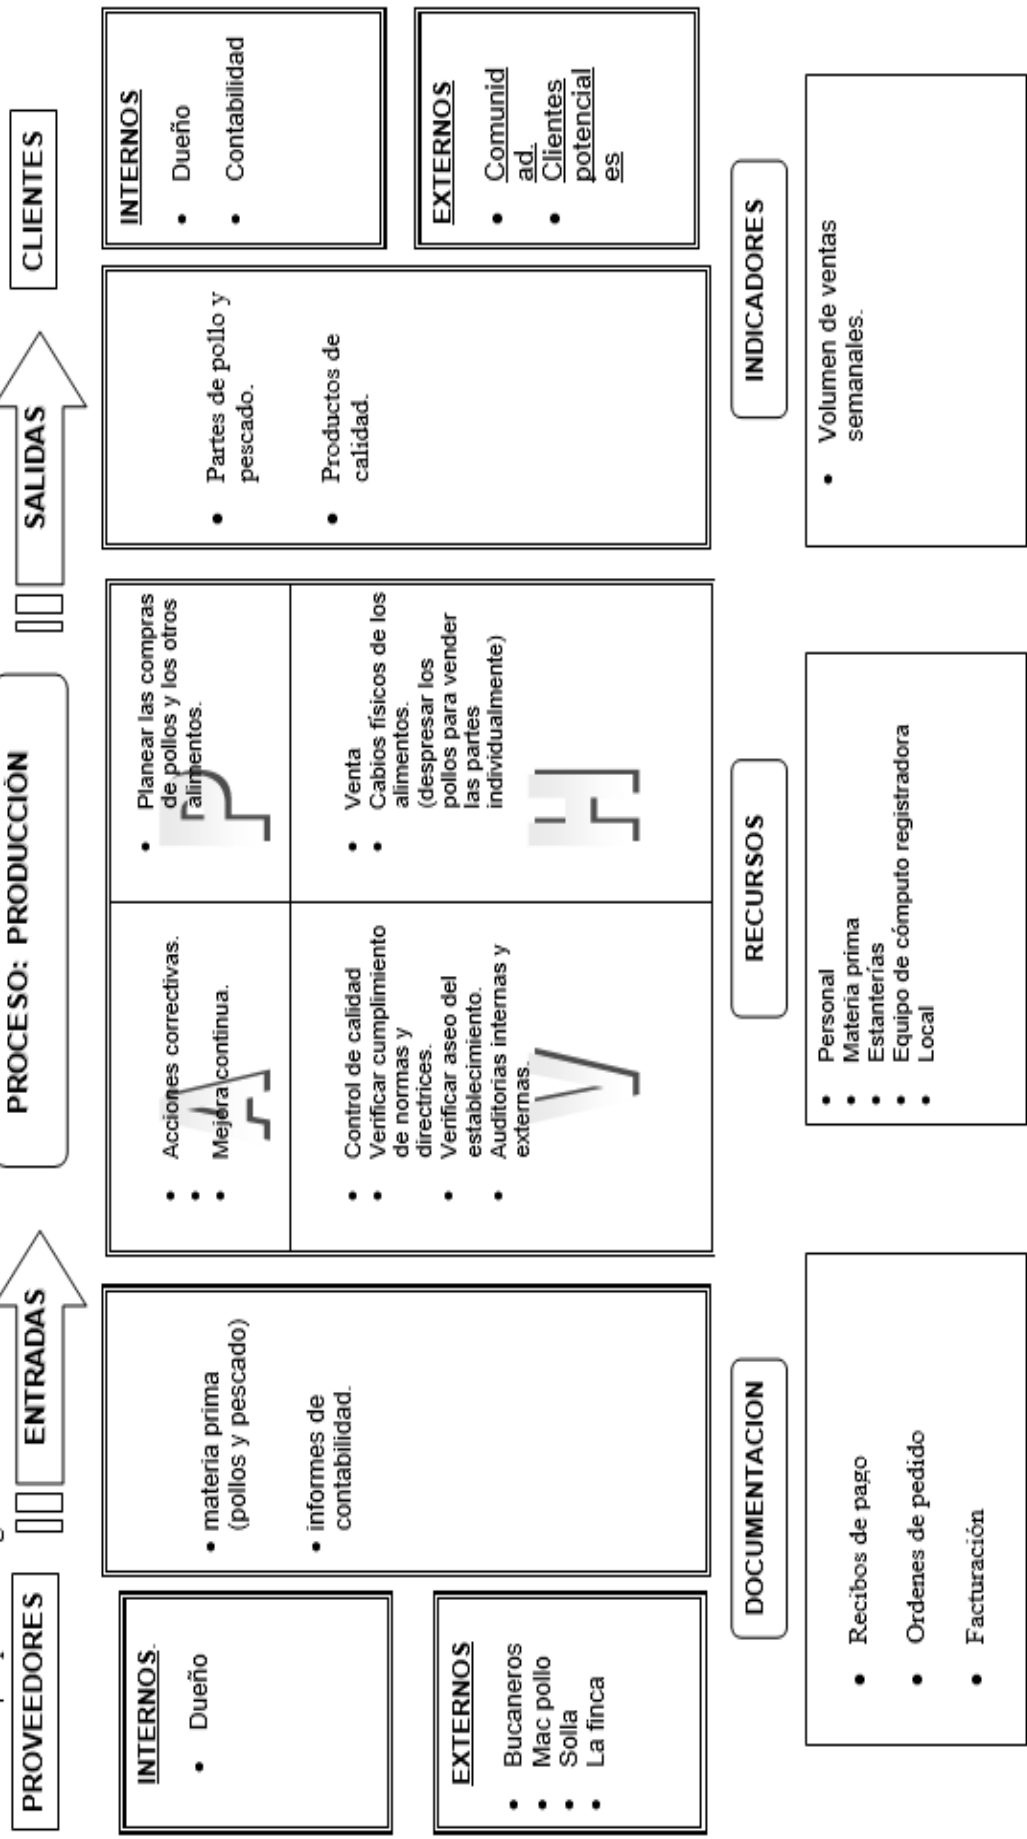 PROVEEDORES
ENTRADAS
PROCESO: PRODUCCIÒN
SALIDAS
CLIENTES
INTERNOS.
• Dueño
EXTERNOS
• Bucaneros
• Mac pollo
• Solla
• La finca
• materia prima
(pollos y pescado)
• informes de
contabilidad.
A
• Acciones correctivas.
•
• Mejora continua.
P
• Planear las compras
de pollos y los otros
alimentos.
V
• Control de calidad
• Verificar cumplimiento
de normas y
directrices.
• Verificar aseo del
establecimiento.
• Auditorias internas y
externas.
H
• Venta
• Cabios físicos de los
alimentos.
(despresar los
pollos para vender
las partes
individualmente)
• Partes de pollo y
pescado.
• Productos de
calidad.
INTERNOS
• Dueño
• Contabilidad
EXTERNOS
• Comunid
ad.
• Clientes
potencial
es
DOCUMENTACION
• Recibos de pago
• Ordenes de pedido
• Facturación
RECURSOS
• Personal
• Materia prima
• Estanterías
• Equipo de cómputo registradora
• Local
INDICADORES
• Volumen de ventas
semanales.